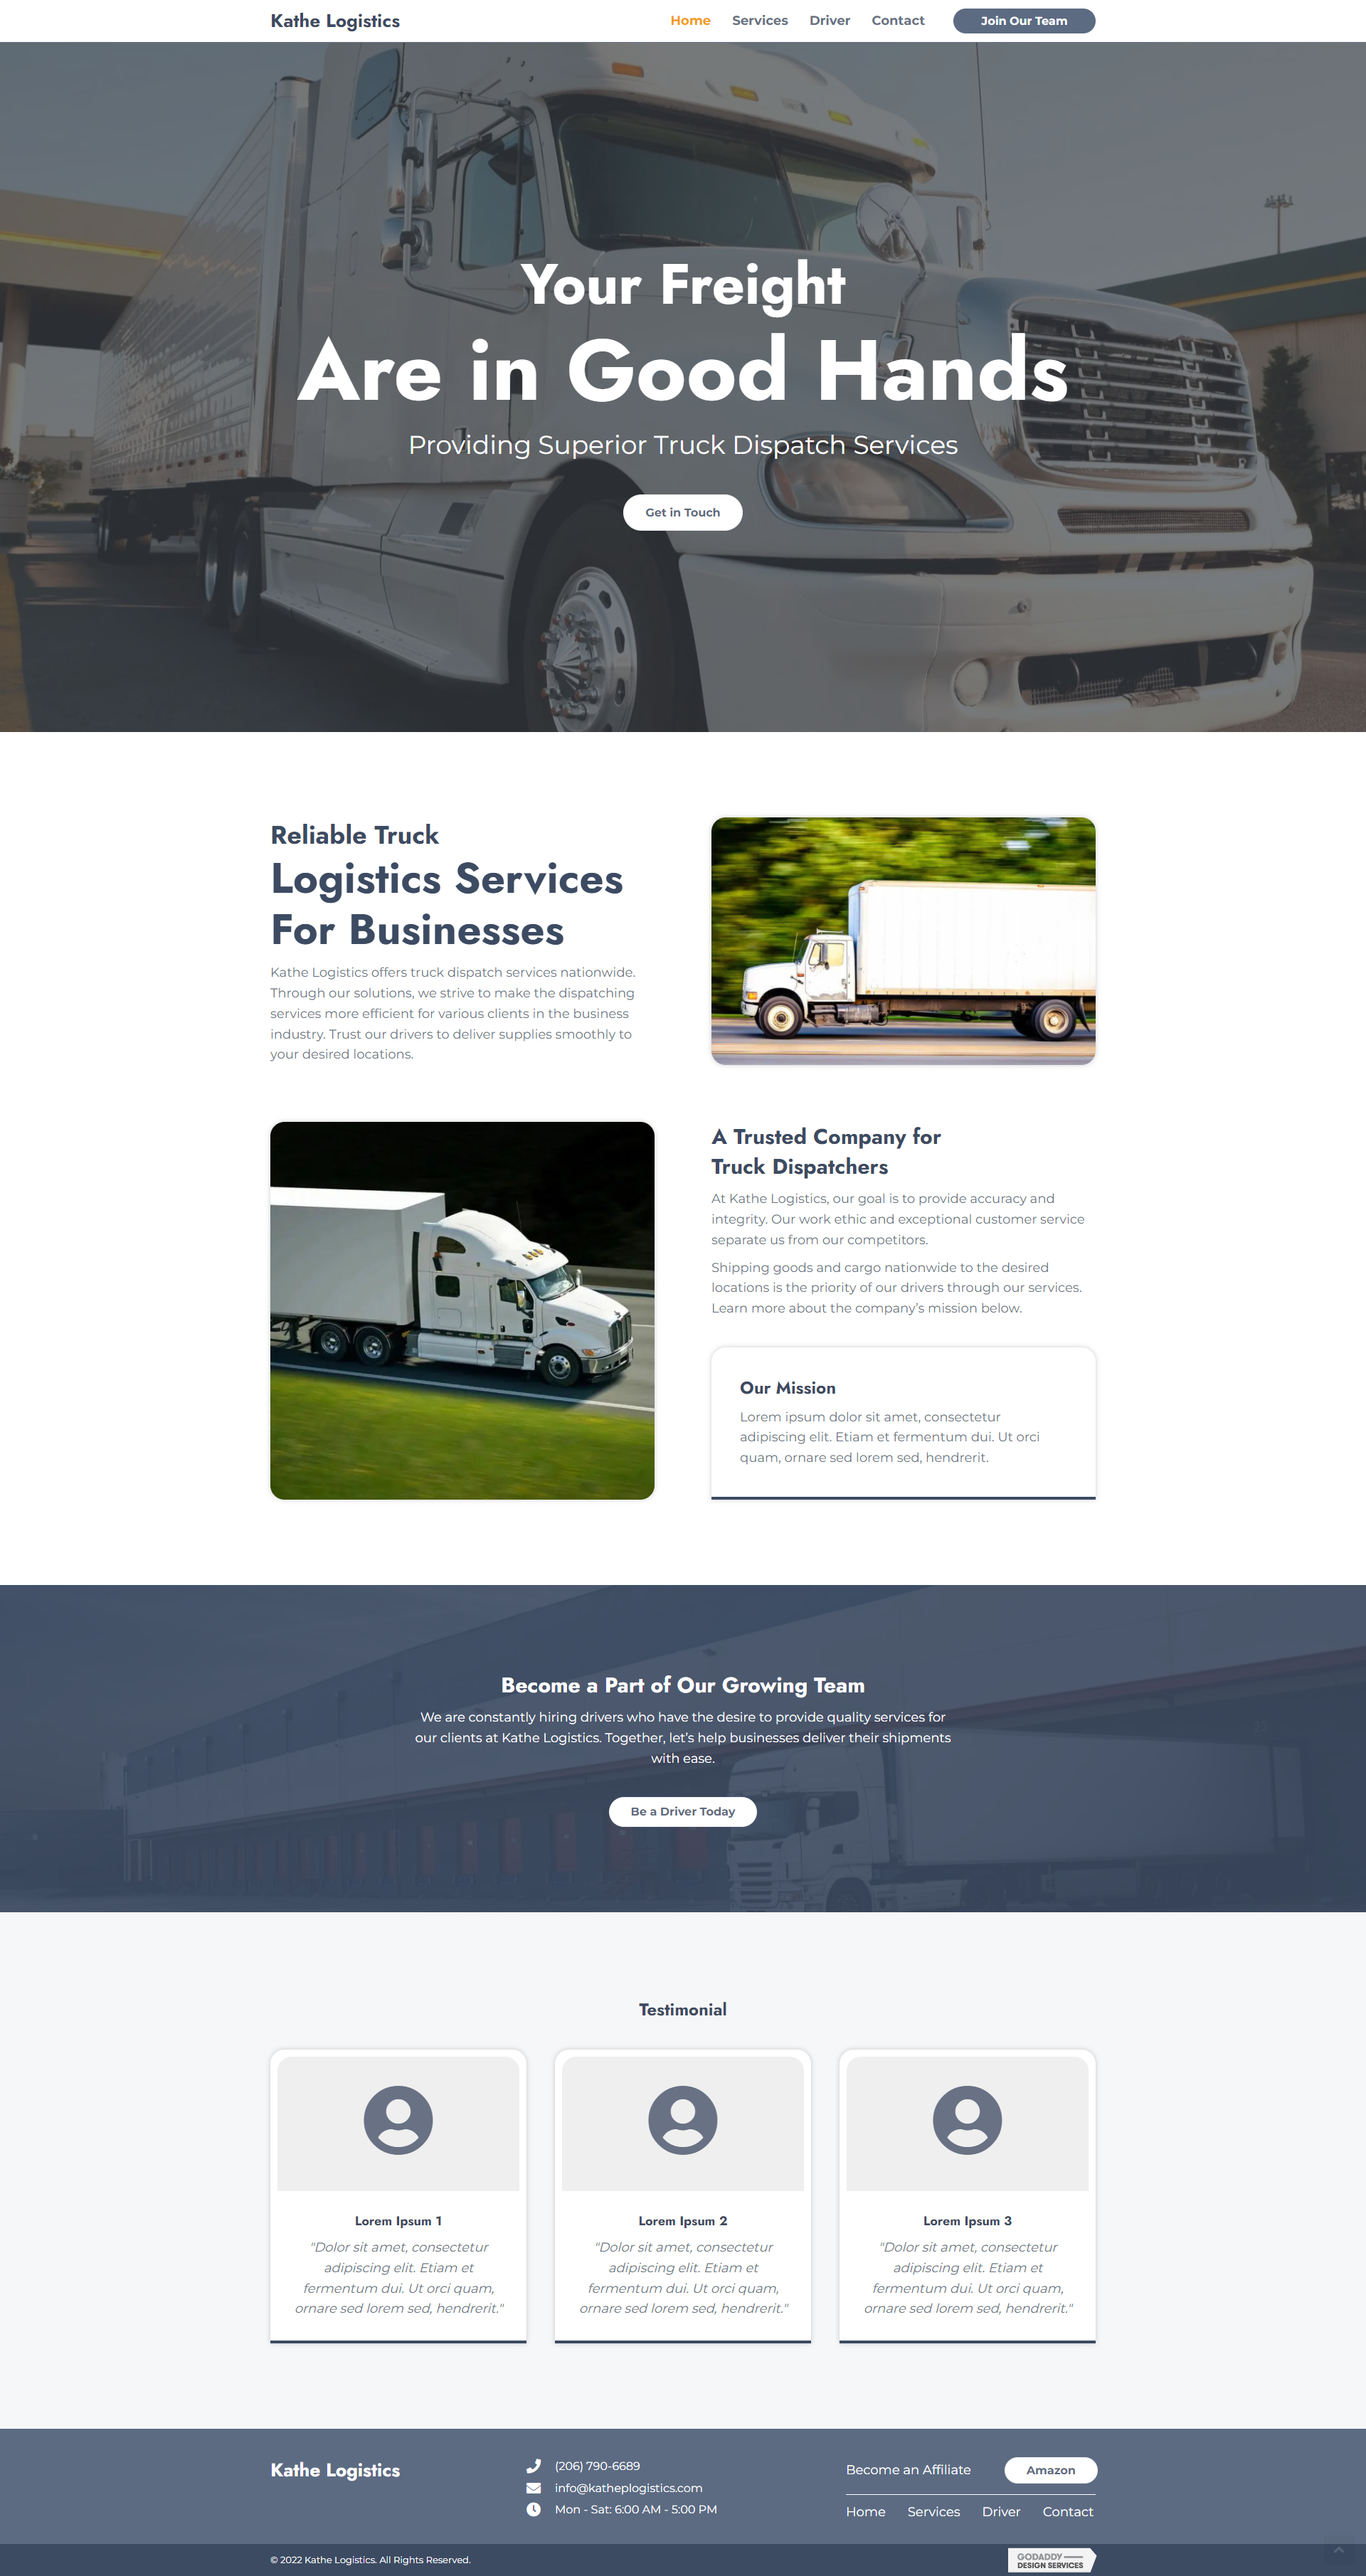 Kathe Logistics
Home Services Driver Contact Join Our Team
Your Freight
Are in Good Hands
Providing Superior Truck Dispatch Services
Get in Touch
Reliable Truck
Logistics Services
For Businesses
Kathe Logistics offers truck dispatch services nationwide.
Through our solutions, we strive to make the dispatching
services more efficient for various clients in the business
industry. Trust our drivers to deliver supplies smoothly to
your desired locations.
A Trusted Company for
Truck Dispatchers
At Kathe Logistics, our goal is to provide accuracy and
integrity. Our work ethic and exceptional customer service
separate us from our competitors.
Shipping goods and cargo nationwide to the desired
locations is the priority of our drivers through our services.
Learn more about the company’s mission below.
Our Mission
Lorem ipsum dolor sit amet, consectetur
adipiscing elit. Etiam et fermentum dui. Ut orci
quam, ornare sed lorem sed, hendrerit.
Become a Part of Our Growing Team
We are constantly hiring drivers who have the desire to provide quality services for
our clients at Kathe Logistics. Together, let’s help businesses deliver their shipments
with ease.
Be a Driver Today
Testimonial
Lorem Ipsum 1
"Dolor sit amet, consectetur
adipiscing elit. Etiam et
fermentum dui. Ut orci quam,
ornare sed lorem sed, hendrerit."
Lorem Ipsum 2
"Dolor sit amet, consectetur
adipiscing elit. Etiam et
fermentum dui. Ut orci quam,
ornare sed lorem sed, hendrerit."
Lorem Ipsum 3
"Dolor sit amet, consectetur
adipiscing elit. Etiam et
fermentum dui. Ut orci quam,
ornare sed lorem sed, hendrerit."
Kathe Logistics
(206) 790-6689
info@katheplogistics.com
Mon - Sat: 6:00 AM - 5:00 PM
Become an Affiliate Amazon
Home Services Driver Contact
© 2022 Kathe Logistics. All Rights Reserved.
GODADDY
DESIGN SERVICES